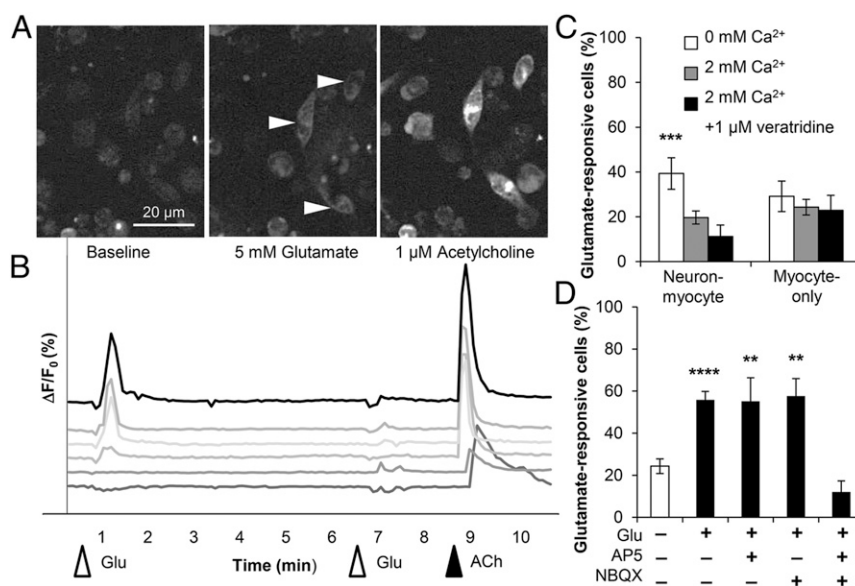 A
20 µm
Baseline
5 mM Glutamate
1 µM Acetylcholine
B
ΔF/F₀ (%)
1 2 3 4 5 6 7 8 9 10
Glu
Time (min)
Glu
ACh
C
Glutamate-responsive cells (%)
100
80
60
40
20
0
0 mM Ca²⁺
2 mM Ca²⁺
2 mM Ca²⁺
+1 µM veratridine
***
Neuron-
myocyte
Myocyte-
only
D
Glutamate-responsive cells (%)
100
80
60
40
20
0
****
**
**
Glu – + + + +
AP5 – – + – +
NBQX – – – + +